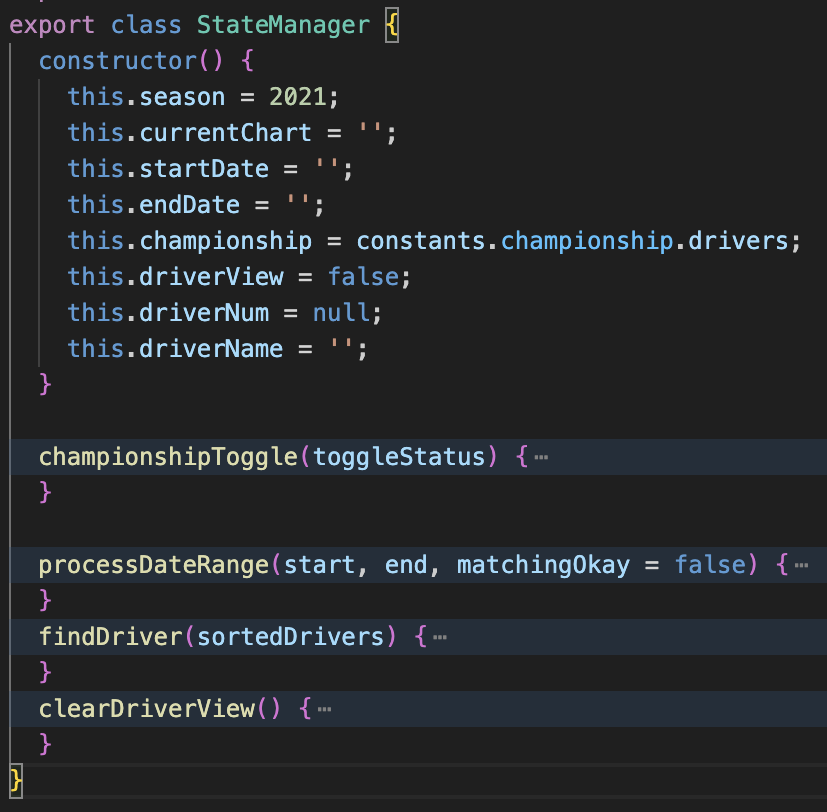 export class StateManager {
  constructor() {
    this.season = 2021;
    this.currentChart = '';
    this.startDate = '';
    this.endDate = '';
    this.championship = constants.championship.drivers;
    this.driverView = false;
    this.driverNum = null;
    this.driverName = '';
  }

  championshipToggle(toggleStatus) {⋯
  }

  processDateRange(start, end, matchingOkay = false) {⋯
  }
  findDriver(sortedDrivers) {⋯
  }
  clearDriverView() {⋯
  }
}